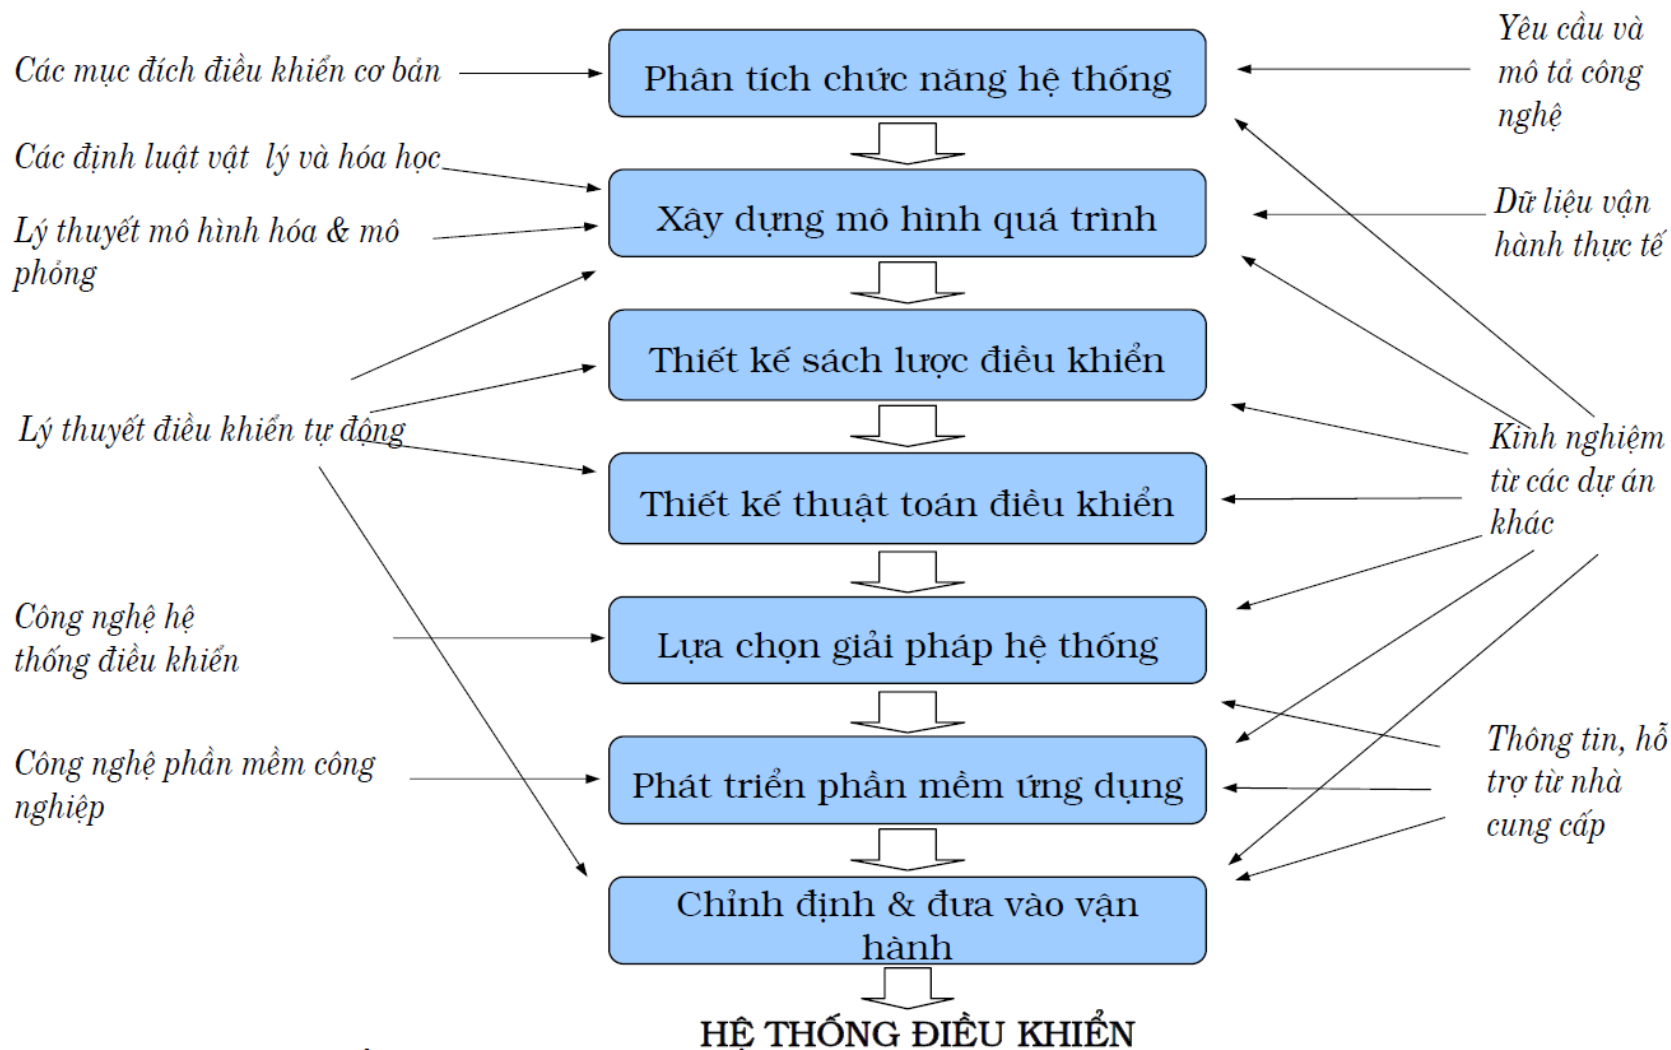 Các mục đích điều khiển cơ bản
Phân tích chức năng hệ thống
Yêu cầu và
mô tả công
nghệ
Các định luật vật lý và hóa học
Lý thuyết mô hình hóa & mô
phỏng
Xây dựng mô hình quá trình
Dữ liệu vận
hành thực tế
Thiết kế sách lược điều khiển
Lý thuyết điều khiển tự động
Kinh nghiệm
từ các dự án
khác
Thiết kế thuật toán điều khiển
Công nghệ hệ
thống điều khiển
Lựa chọn giải pháp hệ thống
Công nghệ phần mềm công
nghiệp
Phát triển phần mềm ứng dụng
Thông tin, hỗ
trợ từ nhà
cung cấp
Chỉnh định & đưa vào vận
hành
HỆ THỐNG ĐIỀU KHIỂN